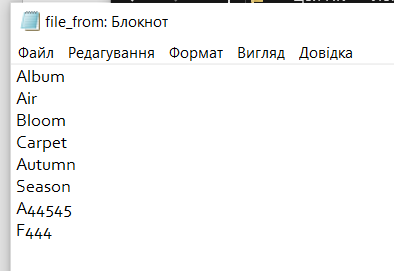 file_from: Блокнот
Файл Редагування Формат Вигляд Довідка
Album
Air
Bloom
Carpet
Autumn
Season
A44545
F444